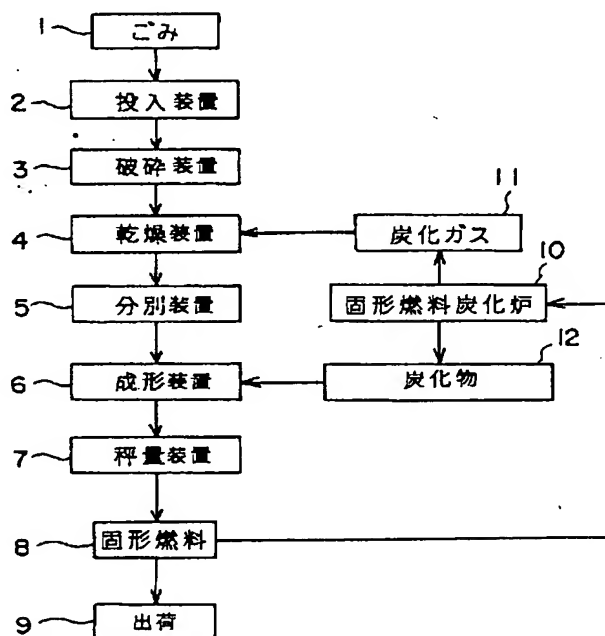 1
ごみ
2
投入装置
3
破砕装置
11
4
乾燥装置
炭化ガス
10
5
分別装置
固形燃料炭化炉
12
6
成形装置
炭化物
7
秤量装置
8
固形燃料
9
出荷